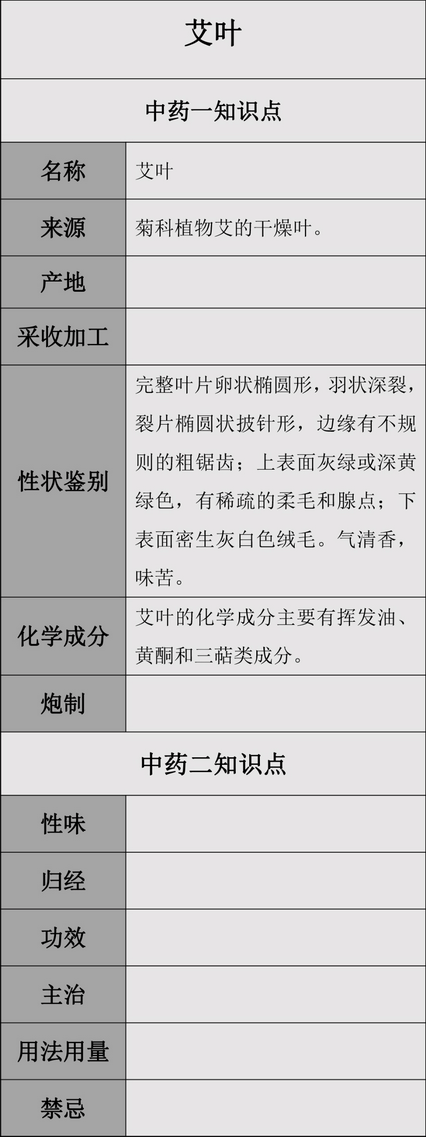 艾叶
中药一知识点
名称
艾叶
来源
菊科植物艾的干燥叶。
产地
采收加工
性状鉴别
完整叶片卵状椭圆形，羽状深裂，
裂片椭圆状披针形，边缘有不规
则的粗锯齿；上表面灰绿或深黄
绿色，有稀疏的柔毛和腺点；下
表面密生灰白色绒毛。气清香，
味苦。
化学成分
艾叶的化学成分主要有挥发油、
黄酮和三萜类成分。
炮制
中药二知识点
性味
归经
功效
主治
用法用量
禁忌